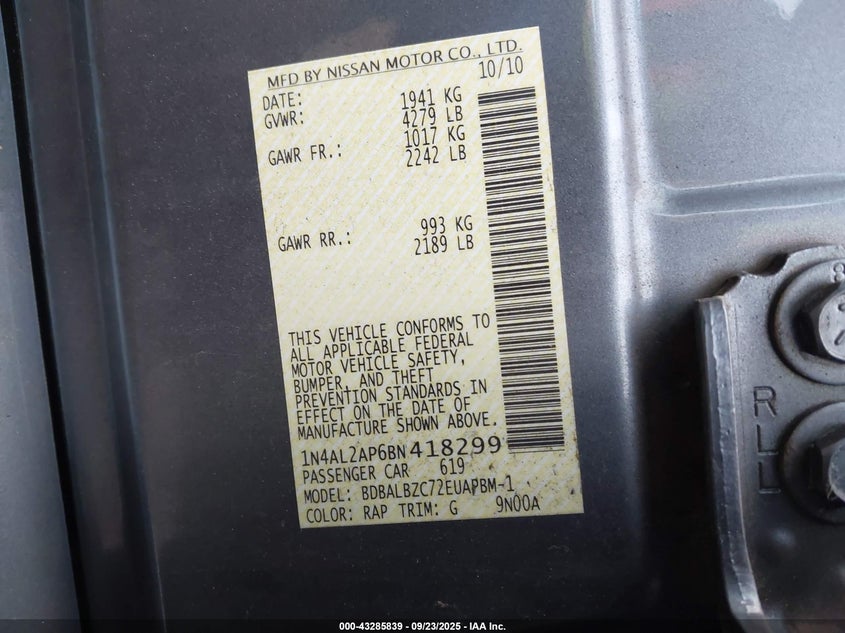 MFD BY NISSAN MOTOR CO., LTD.
DATE: 10/10
GVWR: 1941 KG
4279 LB
GAWR FR.: 1017 KG
2242 LB
GAWR RR.: 993 KG
2189 LB
THIS VEHICLE CONFORMS TO
ALL APPLICABLE FEDERAL
MOTOR VEHICLE SAFETY,
BUMPER, AND THEFT
PREVENTION STANDARDS IN
EFFECT ON THE DATE OF
MANUFACTURE SHOWN ABOVE.
1N4AL2AP6BN418299
PASSENGER CAR 619
MODEL: BDBALBZC72EUAPBM-1
COLOR: RAP TRIM: G 9N00A
8
RLL
000-43285839 - 09/23/2025 - IAA Inc.